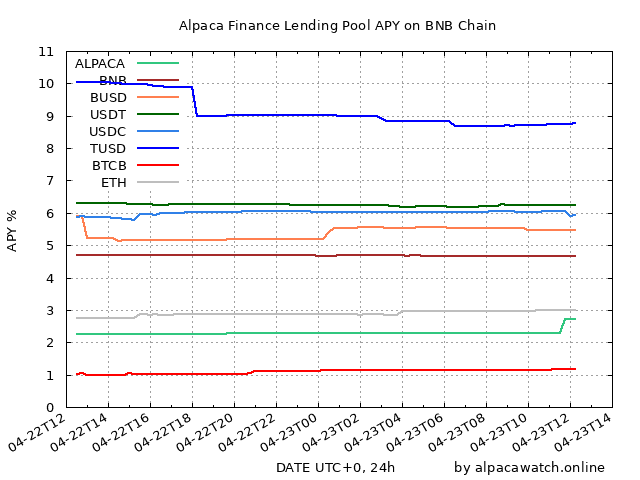 Alpaca Finance Lending Pool APY on BNB Chain
11
10
9
8
7
6
5
4
3
2
1
0
APY %
ALPACA
BNB
BUSD
USDT
USDC
TUSD
BTCB
ETH
04-22T12
04-22T14
04-22T16
04-22T18
04-22T20
04-22T22
04-23T00
04-23T02
04-23T04
04-23T06
04-23T08
04-23T10
04-23T12
04-23T14
DATE UTC+0, 24h
by alpacawatch.online